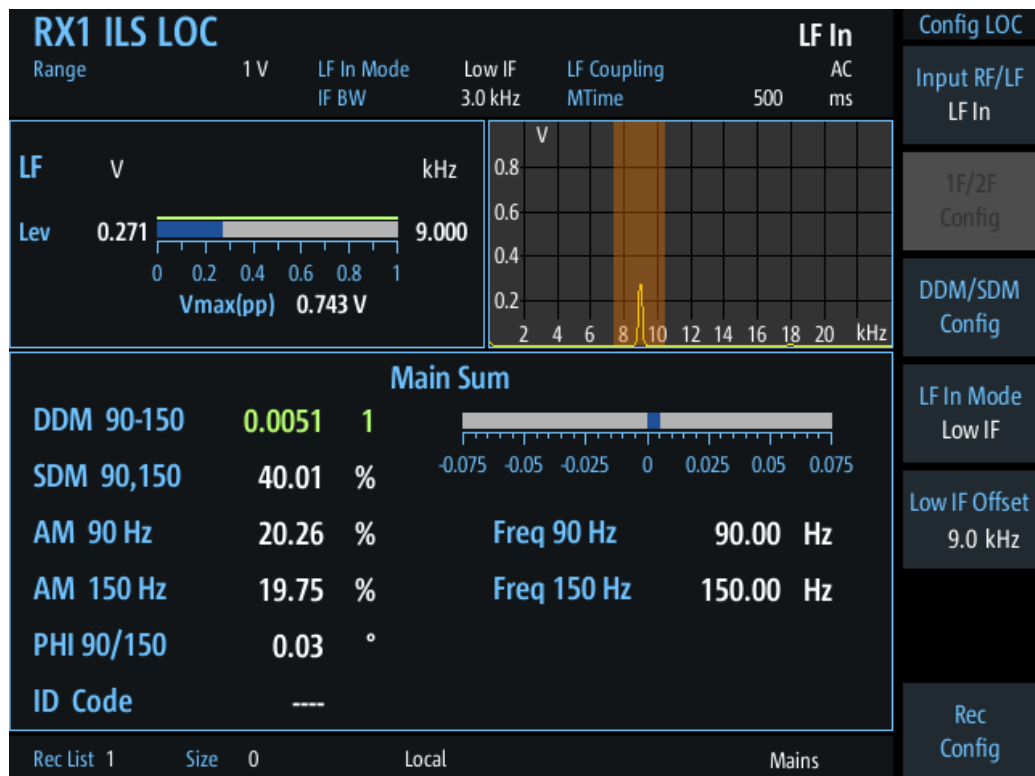 RX1 ILS LOC LF In
Range 1 V LF In Mode Low IF LF Coupling AC
IF BW 3.0 kHz MTime 500 ms
LF V kHz
Lev 0.271 9.000
0 0.2 0.4 0.6 0.8 1
Vmax(pp) 0.743 V
V
0.8
0.6
0.4
0.2
2 4 6 8 10 12 14 16 18 20 kHz
Main Sum
DDM 90-150 0.0051 1
-0.075 -0.05 -0.025 0 0.025 0.05 0.075
SDM 90,150 40.01 %
AM 90 Hz 20.26 % Freq 90 Hz 90.00 Hz
AM 150 Hz 19.75 % Freq 150 Hz 150.00 Hz
PHI 90/150 0.03 °
ID Code ----
Rec List 1 Size 0 Local Mains
Config LOC
Input RF/LF
LF In
1F/2F
Config
DDM/SDM
Config
LF In Mode
Low IF
Low IF Offset
9.0 kHz
Rec
Config